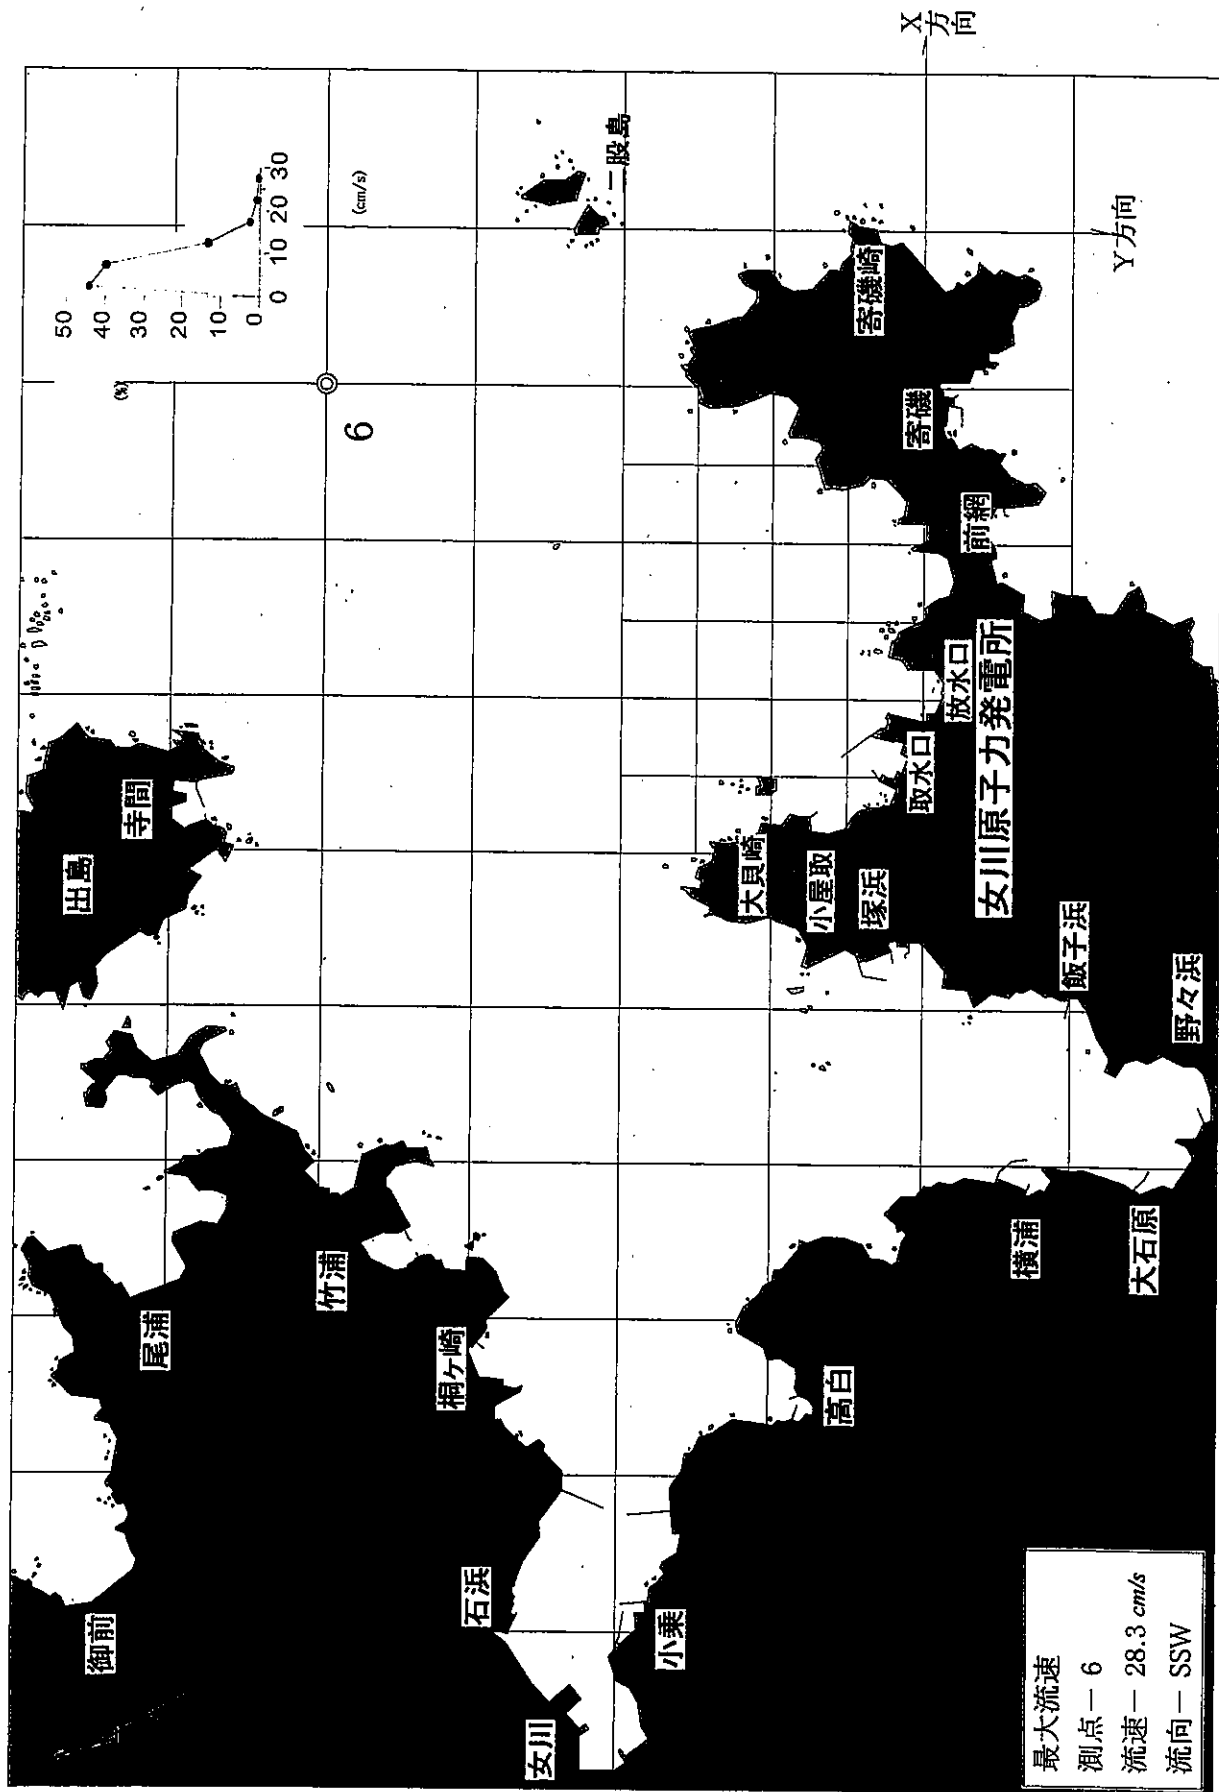 50
40
30
20
10
0
(%)
0 10 20 30
(cm/s)
6
二股島
出島
寺間
尾浦
御前
竹浦
桐ケ崎
石浜
女川
小乗
高白
横浦
大石原
野々浜
飯子浜
塚浜
小屋取
大貝崎
取水口
放水口
女川原子力発電所
前網
寄磯
寄磯崎
X方向
Y方向
最大流速
測点－6
流速－28.3 cm/s
流向－SSW